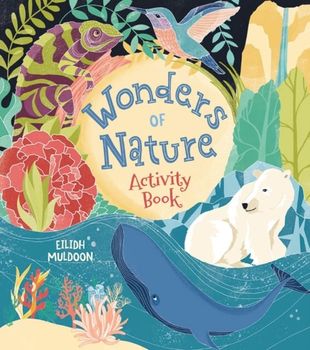 Wonders
OF
Nature
Activity
Book
EILIDH
MULDOON